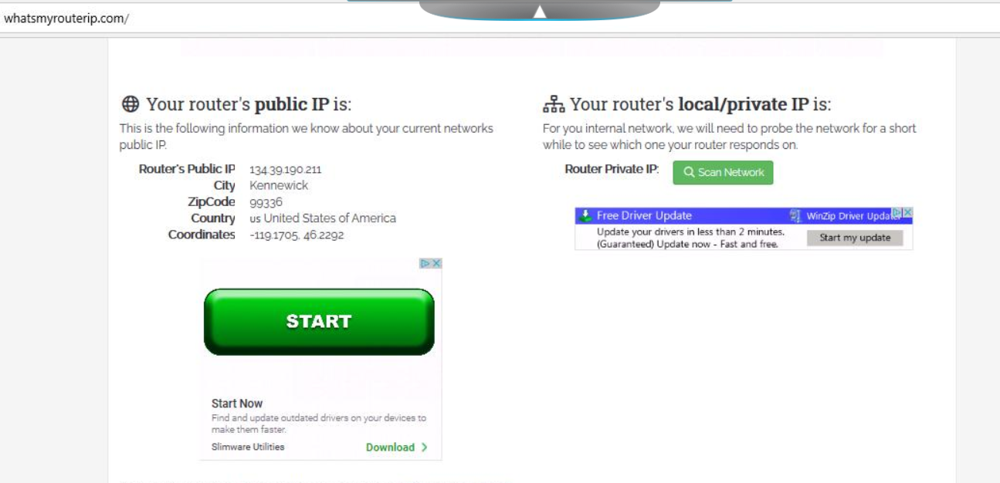 whatsmyrouterip.com/
Your router's public IP is:
This is the following information we know about your current networks
public IP.
Router's Public IP 134.39.190.211
City Kennewick
ZipCode 99336
Country us United States of America
Coordinates -119.1705, 46.2292
START
Start Now
Find and update outdated drivers on your devices to
make them faster.
Slimware Utilities Download
Your router's local/private IP is:
For you internal network, we will need to probe the network for a short
while to see which one your router responds on.
Router Private IP: Scan Network
Free Driver Update WinZip Driver Updater
Update your drivers in less than 2 minutes.
(Guaranteed) Update now - Fast and free.
Start my update